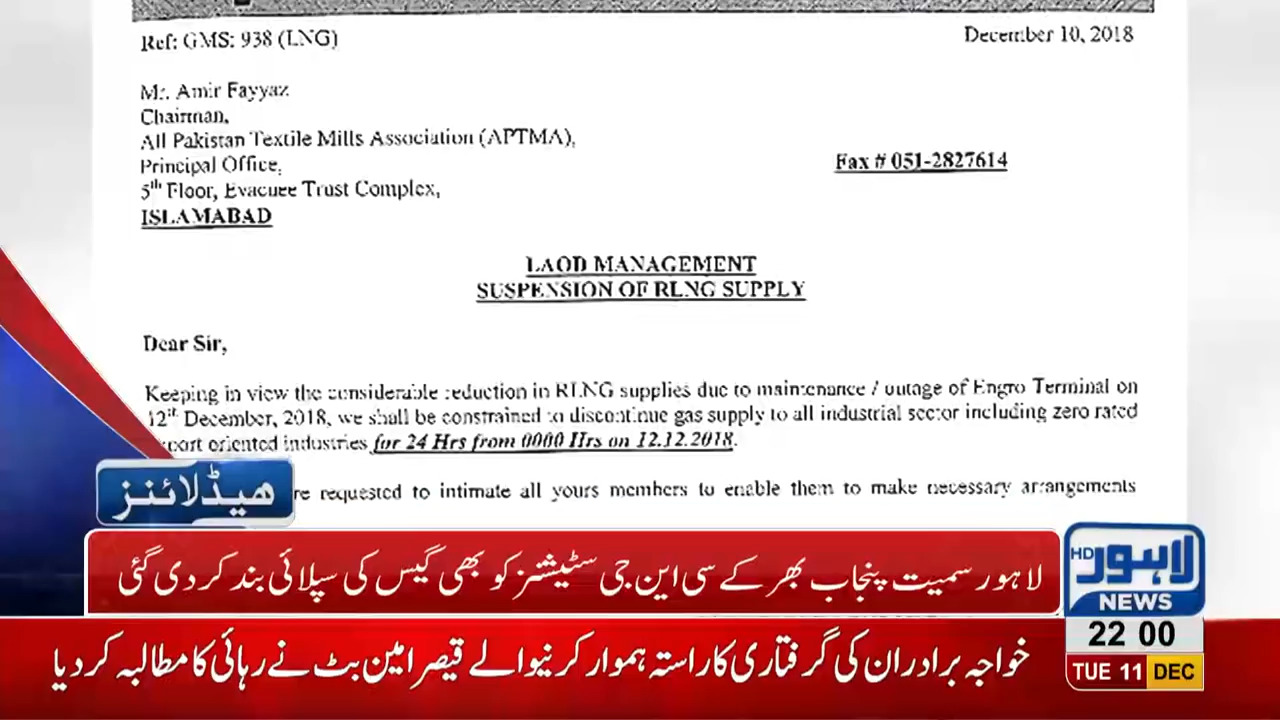 Ref: GMS: 938 (LNG)
December 10, 2018
Mr. Amir Fayyaz
Chairman,
All Pakistan Textile Mills Association (APTMA),
Principal Office,
5th Floor, Evacuee Trust Complex,
ISLAMABAD
Fax # 051-2827614
LAOD MANAGEMENT
SUSPENSION OF RLNG SUPPLY
Dear Sir,
Keeping in view the considerable reduction in RLNG supplies due to maintenance / outage of Engro Terminal on
12th December, 2018, we shall be constrained to discontinue gas supply to all industrial sector including zero rated
oriented industries for 24 Hrs from 0000 Hrs on 12.12.2018.
requested to intimate all yours members to enable them to make necessary arrangements
ھیڈلائنز
لاہور سمیت پنجاب بھر کے سی این جی سٹیشنز کو بھی گیس کی سپلائی بند کر دی گئی
خواجہ برادران کی گرفتاری کا راستہ ہموار کرنیوالے قیصر امین بٹ نے رہائی کا مطالبہ کر دیا
HD لاہور
NEWS
22 00
TUE 11 DEC